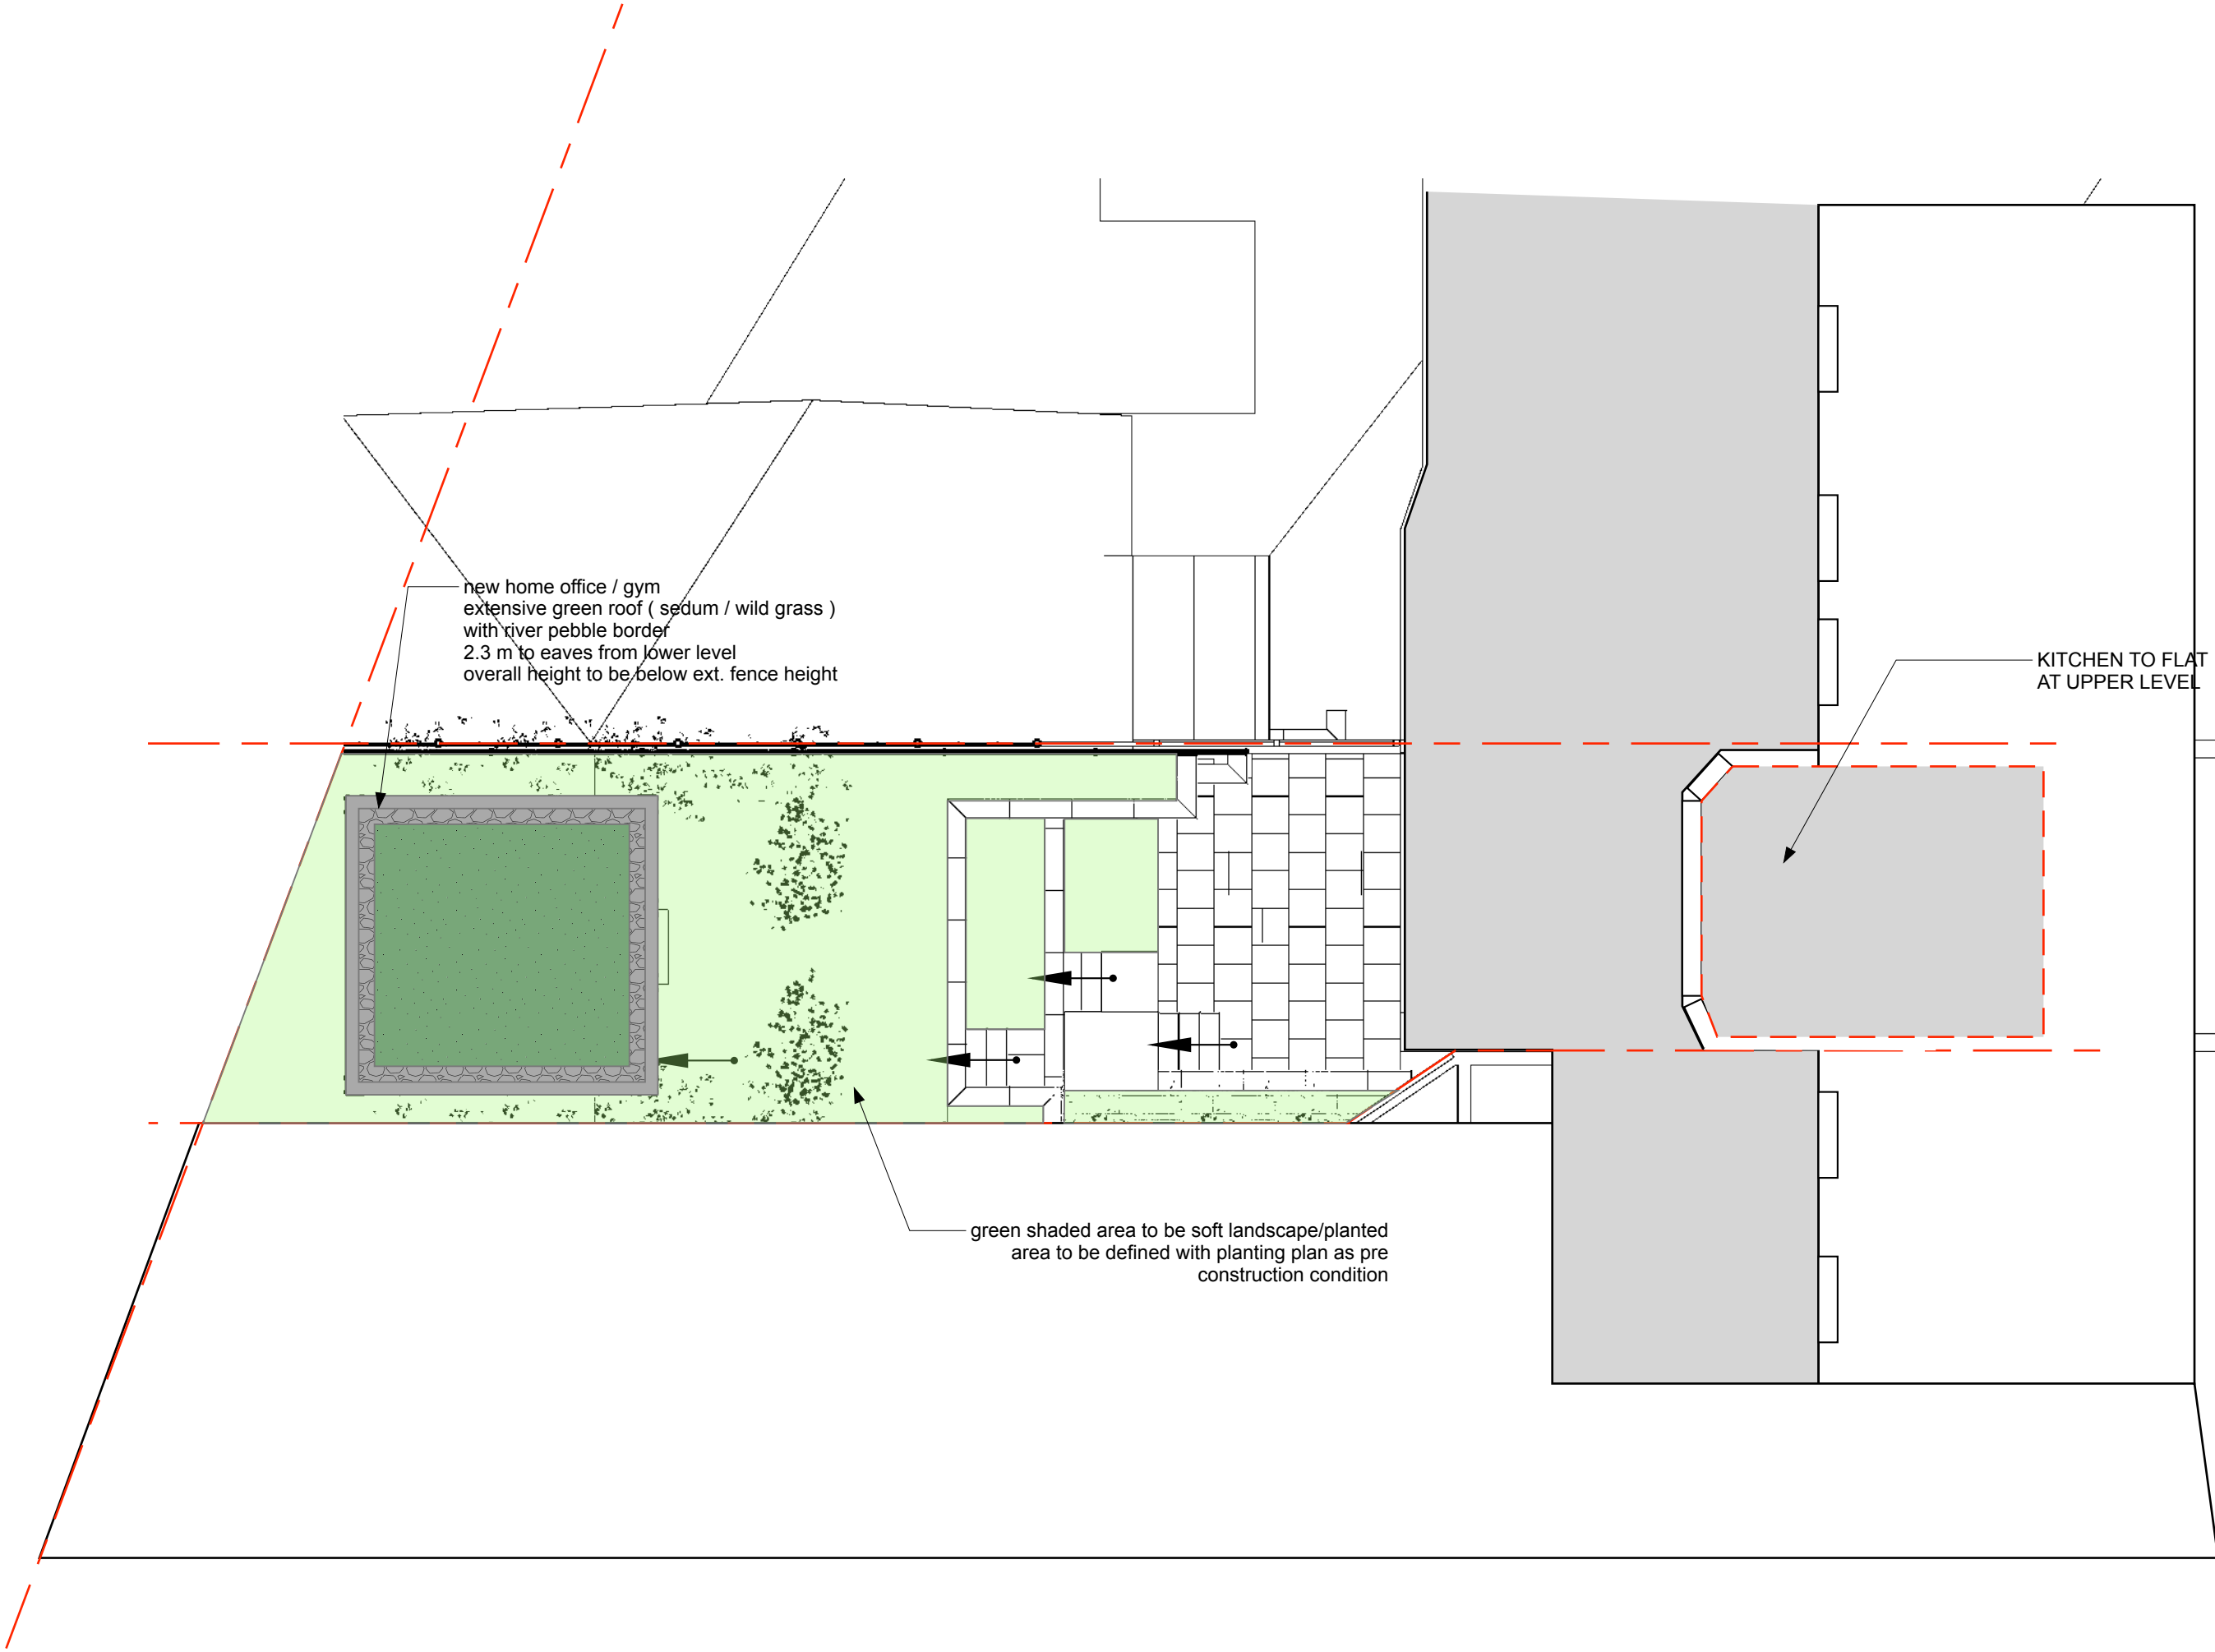 new home office / gym
extensive green roof ( sedum / wild grass )
with river pebble border
2.3 m to eaves from lower level
overall height to be below ext. fence height
KITCHEN TO FLAT
AT UPPER LEVEL
green shaded area to be soft landscape/planted
area to be defined with planting plan as pre
construction condition